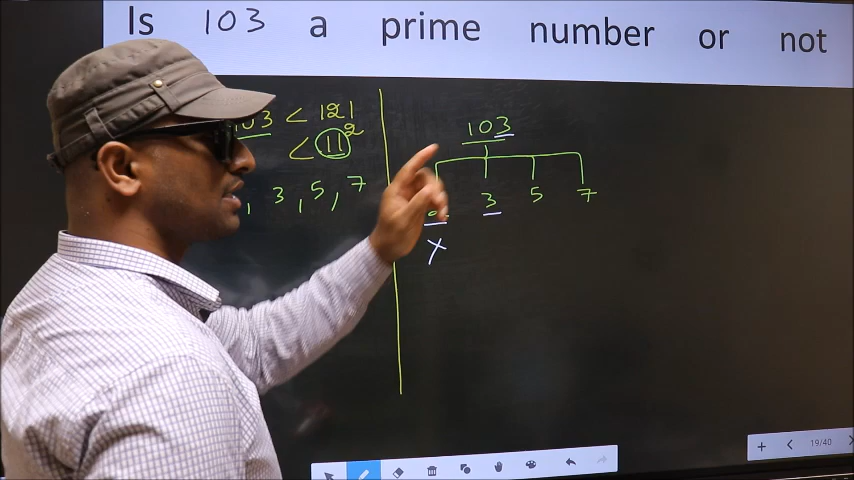 Is 103 a prime number or not
103 < 121
< 11²
, 3, 5, 7
103
3 5 7
X
19/40